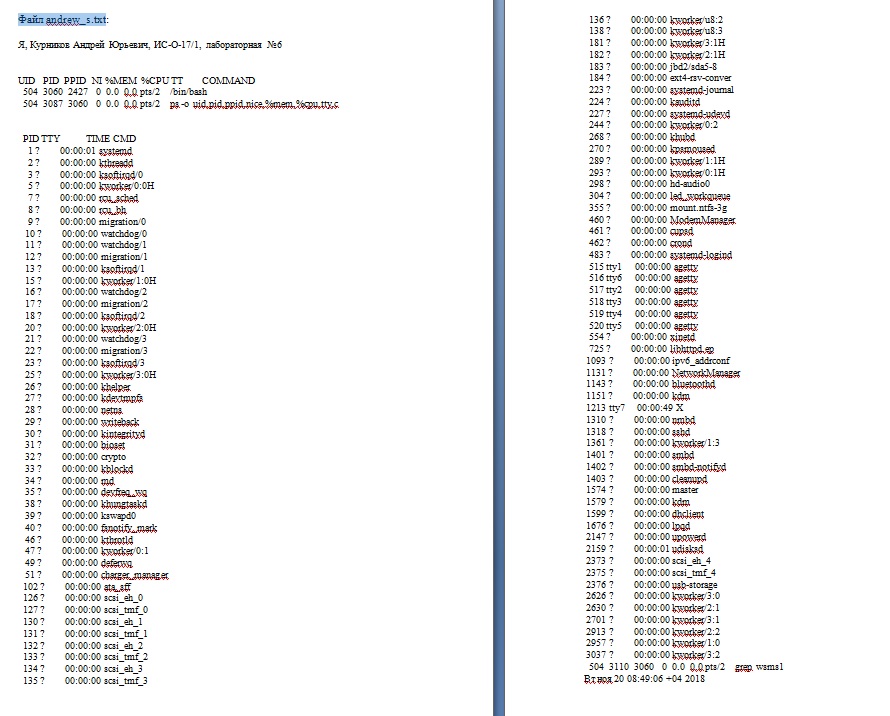 Файл andrew_s.txt:
Я, Курников Андрей Юрьевич, ИС-О-17/1, лабораторная №6
UID PID PPID NI %MEM %CPU TT COMMAND
504 3060 2427 0 0.0 0.0 pts/2 /bin/bash
504 3087 3060 0 0.0 0.0 pts/2 ps -o uid,pid,ppid,nice,%mem,%cpu,tty,c
PID TTY TIME CMD
1 ? 00:00:01 systemd
2 ? 00:00:00 kthreadd
3 ? 00:00:00 ksoftirqd/0
5 ? 00:00:00 kworker/0:0H
7 ? 00:00:00 rcu_sched
8 ? 00:00:00 rcu_bh
9 ? 00:00:00 migration/0
10 ? 00:00:00 watchdog/0
11 ? 00:00:00 watchdog/1
12 ? 00:00:00 migration/1
13 ? 00:00:00 ksoftirqd/1
15 ? 00:00:00 kworker/1:0H
16 ? 00:00:00 watchdog/2
17 ? 00:00:00 migration/2
18 ? 00:00:00 ksoftirqd/2
20 ? 00:00:00 kworker/2:0H
21 ? 00:00:00 watchdog/3
22 ? 00:00:00 migration/3
23 ? 00:00:00 ksoftirqd/3
25 ? 00:00:00 kworker/3:0H
26 ? 00:00:00 khelper
27 ? 00:00:00 kdevtmpfs
28 ? 00:00:00 netns
29 ? 00:00:00 writeback
30 ? 00:00:00 kintegrityd
31 ? 00:00:00 bioset
32 ? 00:00:00 crypto
33 ? 00:00:00 kblockd
34 ? 00:00:00 md
35 ? 00:00:00 devfreq_wq
38 ? 00:00:00 khungtaskd
39 ? 00:00:00 kswapd0
40 ? 00:00:00 fsnotify_mark
46 ? 00:00:00 kthrotld
47 ? 00:00:00 kworker/0:1
49 ? 00:00:00 deferwq
51 ? 00:00:00 charger_manager
102 ? 00:00:00 ata_sff
126 ? 00:00:00 scsi_eh_0
127 ? 00:00:00 scsi_tmf_0
130 ? 00:00:00 scsi_eh_1
131 ? 00:00:00 scsi_tmf_1
132 ? 00:00:00 scsi_eh_2
133 ? 00:00:00 scsi_tmf_2
134 ? 00:00:00 scsi_eh_3
135 ? 00:00:00 scsi_tmf_3
136 ? 00:00:00 kworker/u8:2
138 ? 00:00:00 kworker/u8:3
181 ? 00:00:00 kworker/3:1H
182 ? 00:00:00 kworker/2:1H
183 ? 00:00:00 jbd2/sda5-8
184 ? 00:00:00 ext4-rsv-conver
223 ? 00:00:00 systemd-journal
224 ? 00:00:00 kauditd
227 ? 00:00:00 systemd-udevd
244 ? 00:00:00 kworker/0:2
268 ? 00:00:00 khubd
270 ? 00:00:00 kpsmoused
289 ? 00:00:00 kworker/1:1H
293 ? 00:00:00 kworker/0:1H
298 ? 00:00:00 hd-audio0
304 ? 00:00:00 led_workqueue
355 ? 00:00:00 mount.ntfs-3g
460 ? 00:00:00 ModemManager
461 ? 00:00:00 cupsd
462 ? 00:00:00 crond
483 ? 00:00:00 systemd-logind
515 tty1 00:00:00 agetty
516 tty6 00:00:00 agetty
517 tty2 00:00:00 agetty
518 tty3 00:00:00 agetty
519 tty4 00:00:00 agetty
520 tty5 00:00:00 agetty
554 ? 00:00:00 xinetd
725 ? 00:00:00 libhttpd.ep
1093 ? 00:00:00 ipv6_addrconf
1131 ? 00:00:00 NetworkManager
1143 ? 00:00:00 bluetoothd
1151 ? 00:00:00 kdm
1213 tty7 00:00:49 X
1310 ? 00:00:00 nmbd
1318 ? 00:00:00 sshd
1361 ? 00:00:00 kworker/1:3
1401 ? 00:00:00 smbd
1402 ? 00:00:00 smbd-notifyd
1403 ? 00:00:00 cleanupd
1574 ? 00:00:00 master
1579 ? 00:00:00 kdm
1599 ? 00:00:00 dhclient
1676 ? 00:00:00 lpqd
2147 ? 00:00:00 upowerd
2159 ? 00:00:01 udisksd
2373 ? 00:00:00 scsi_eh_4
2375 ? 00:00:00 scsi_tmf_4
2376 ? 00:00:00 usb-storage
2626 ? 00:00:00 kworker/3:0
2630 ? 00:00:00 kworker/2:1
2701 ? 00:00:00 kworker/3:1
2913 ? 00:00:00 kworker/2:2
2957 ? 00:00:00 kworker/1:0
3037 ? 00:00:00 kworker/3:2
504 3110 3060 0 0.0 0.0 pts/2 grep wsms1
Вт ноя 20 08:49:06 +04 2018